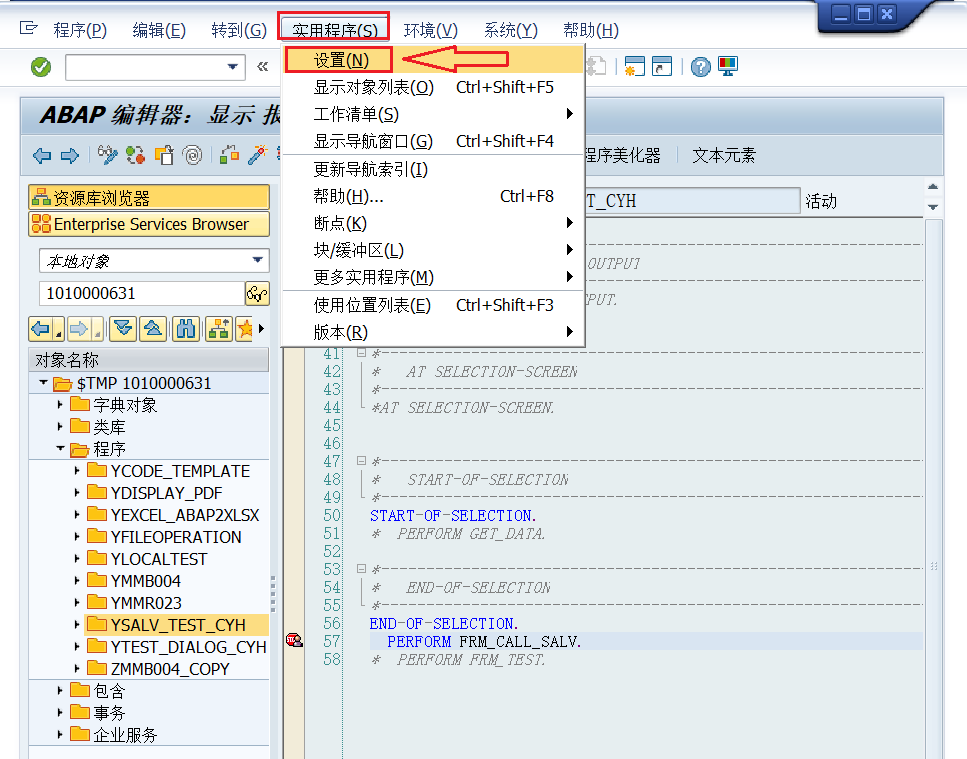 程序(P) 编辑(E) 转到(G) 实用程序(S) 环境(V) 系统(Y) 帮助(H)
设置(N)
显示对象列表(O) Ctrl+Shift+F5
工作清单(S)
显示导航窗口(G) Ctrl+Shift+F4
更新导航索引(I)
帮助(H)... Ctrl+F8
断点(K)
块/缓冲区(L)
更多实用程序(M)
使用位置列表(E) Ctrl+Shift+F3
版本(R)
ABAP 编辑器：显示 报
程序美化器 文本元素
T_CYH 活动
资源库浏览器
Enterprise Services Browser
本地对象
1010000631
对象名称
$TMP 1010000631
字典对象
类库
程序
YCODE_TEMPLATE
YDISPLAY_PDF
YEXCEL_ABAP2XLSX
YFILEOPERATION
YLOCALTEST
YMMB004
YMMR023
YSALV_TEST_CYH
YTEST_DIALOG_CYH
ZMMB004_COPY
包含
事务
企业服务
OUTPUT
PUT.
41 *----------------------------------------------------------------
42 * AT SELECTION-SCREEN
43 *----------------------------------------------------------------
44 *AT SELECTION-SCREEN.
45
46
47 *----------------------------------------------------------------
48 * START-OF-SELECTION
49 *----------------------------------------------------------------
50 START-OF-SELECTION.
51 * PERFORM GET_DATA.
52
53 *----------------------------------------------------------------
54 * END-OF-SELECTION
55 *----------------------------------------------------------------
56 END-OF-SELECTION.
57 PERFORM FRM_CALL_SALV.
58 * PERFORM FRM_TEST.